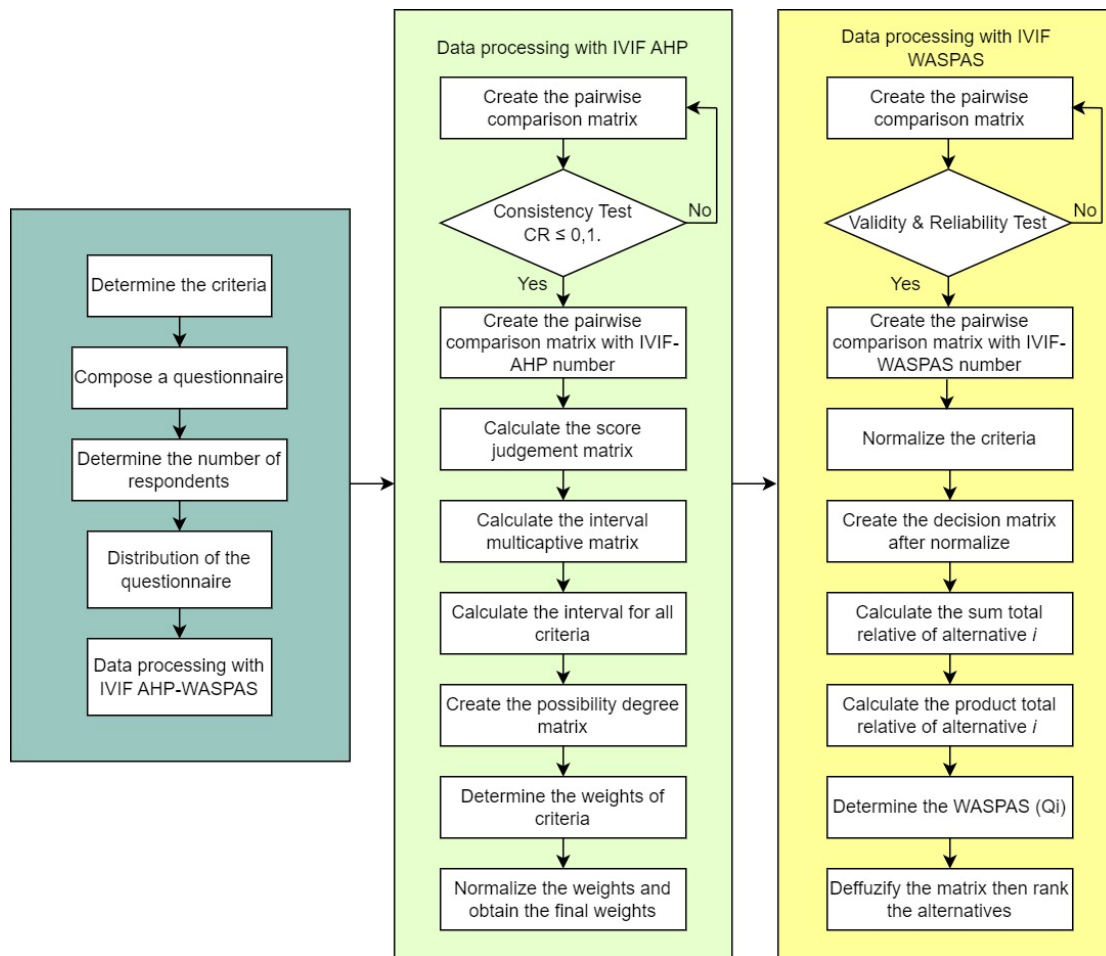 Determine the criteria
Compose a questionnaire
Determine the number of
respondents
Distribution of the
questionnaire
Data processing with
IVIF AHP-WASPAS
Data processing with IVIF AHP
Create the pairwise
comparison matrix
Consistency Test
CR ≤ 0,1.
No
Yes
Create the pairwise
comparison matrix with IVIF-
AHP number
Calculate the score
judgement matrix
Calculate the interval
multicaptive matrix
Calculate the interval for all
criteria
Create the possibility degree
matrix
Determine the weights of
criteria
Normalize the weights and
obtain the final weights
Data processing with IVIF
WASPAS
Create the pairwise
comparison matrix
Validity & Reliability Test
No
Yes
Create the pairwise
comparison matrix with IVIF-
WASPAS number
Normalize the criteria
Create the decision matrix
after normalize
Calculate the sum total
relative of alternative i
Calculate the product total
relative of alternative i
Determine the WASPAS (Qi)
Deffuzify the matrix then rank
the alternatives